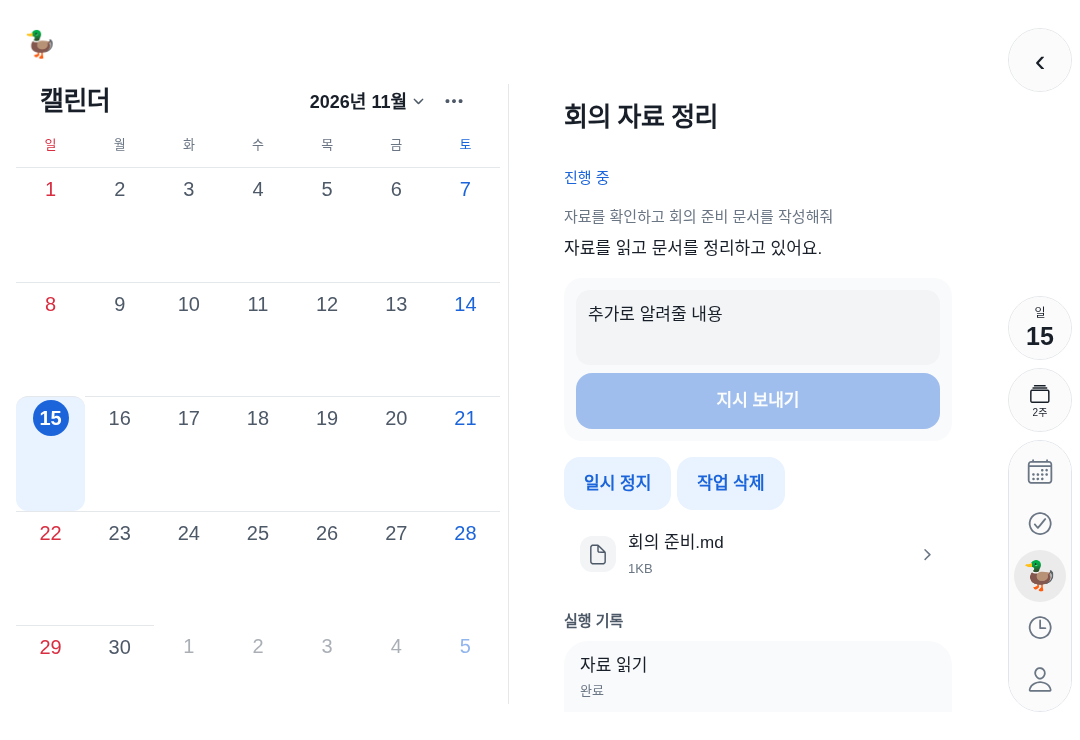 캘린더
2026년 11월
일 월 화 수 목 금 토
1 2 3 4 5 6 7
8 9 10 11 12 13 14
15 16 17 18 19 20 21
22 23 24 25 26 27 28
29 30 1 2 3 4 5
회의 자료 정리
진행 중
자료를 확인하고 회의 준비 문서를 작성해줘
자료를 읽고 문서를 정리하고 있어요.
추가로 알려줄 내용
지시 보내기
일시 정지 작업 삭제
회의 준비.md
1KB
실행 기록
자료 읽기
완료
일
15
2주